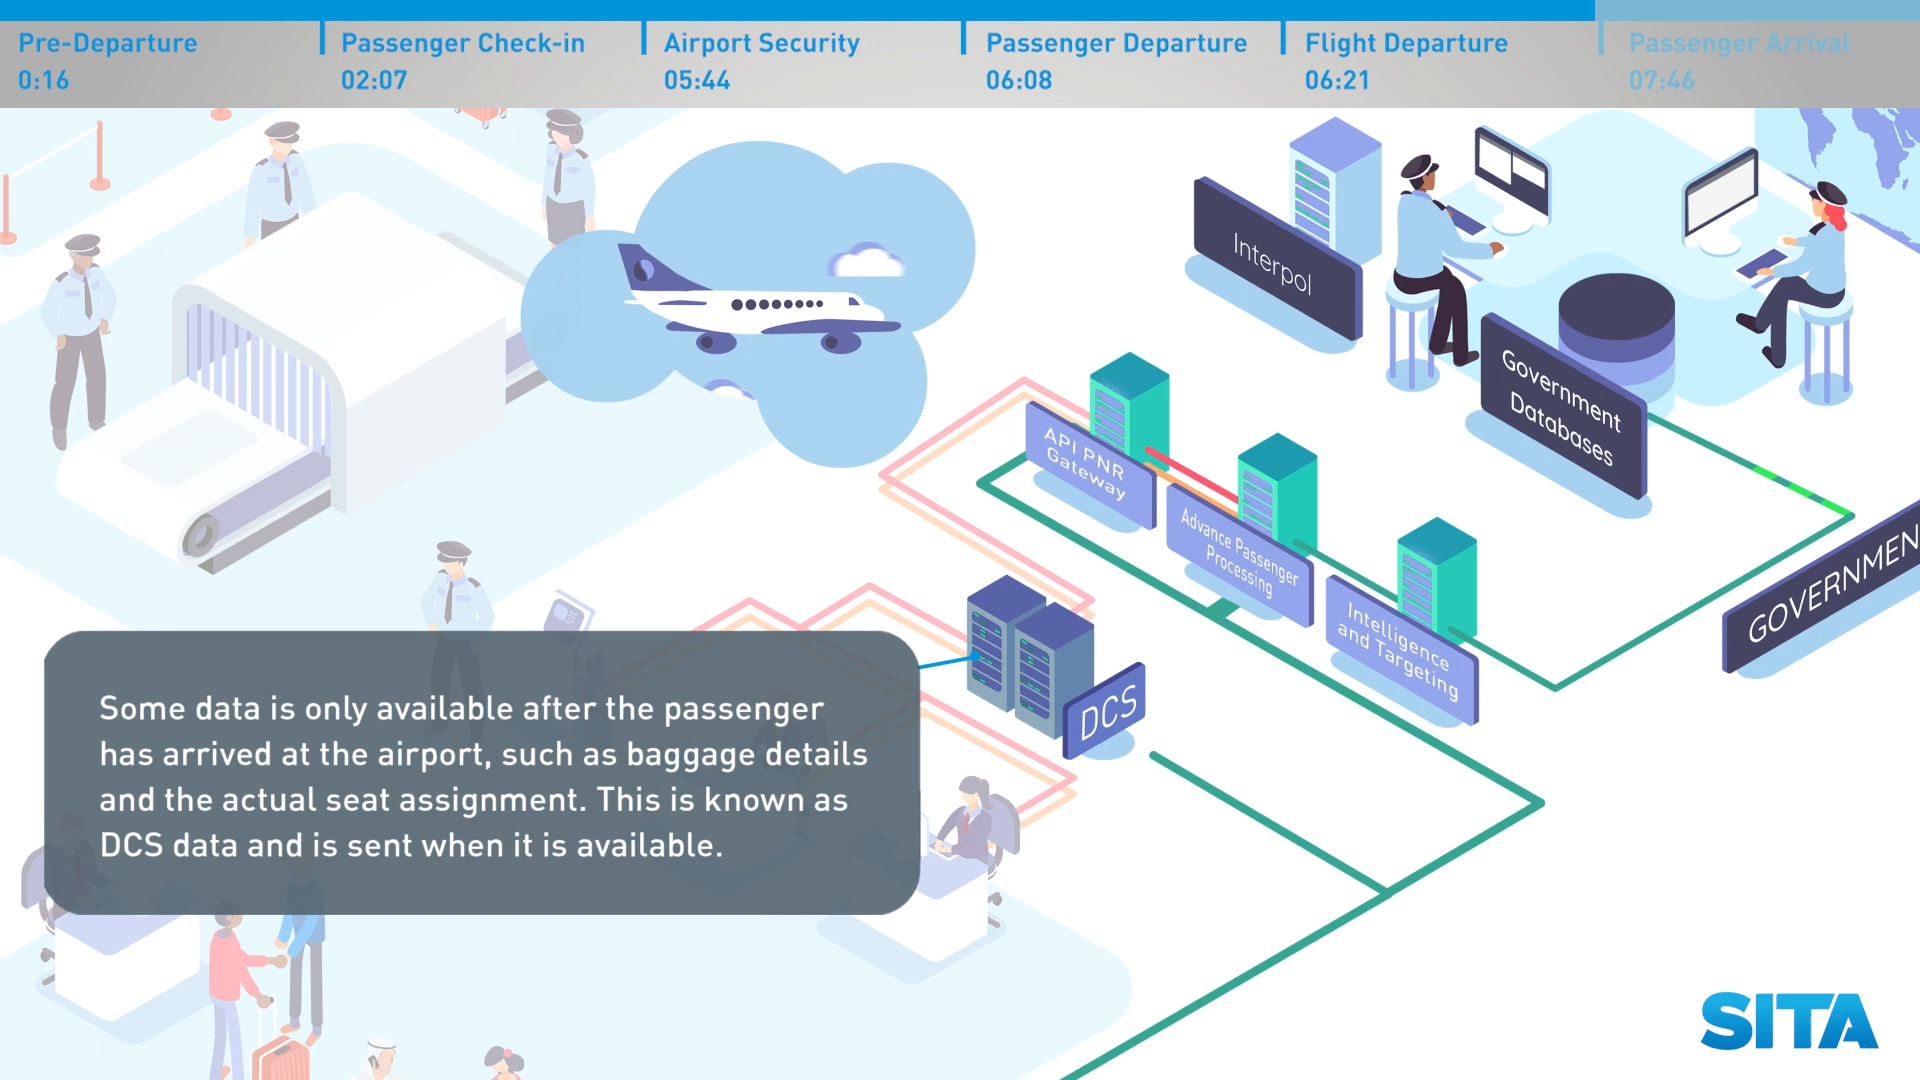 Pre-Departure
0:16
Passenger Check-in
02:07
Airport Security
05:44
Passenger Departure
06:08
Flight Departure
06:21
Passenger Arrival
07:46
Interpol
Government
Databases
API PNR
Gateway
Advance Passenger
Processing
Intelligence
and Targeting
GOVERNMEN
DCS
Some data is only available after the passenger
has arrived at the airport, such as baggage details
and the actual seat assignment. This is known as
DCS data and is sent when it is available.
SITA